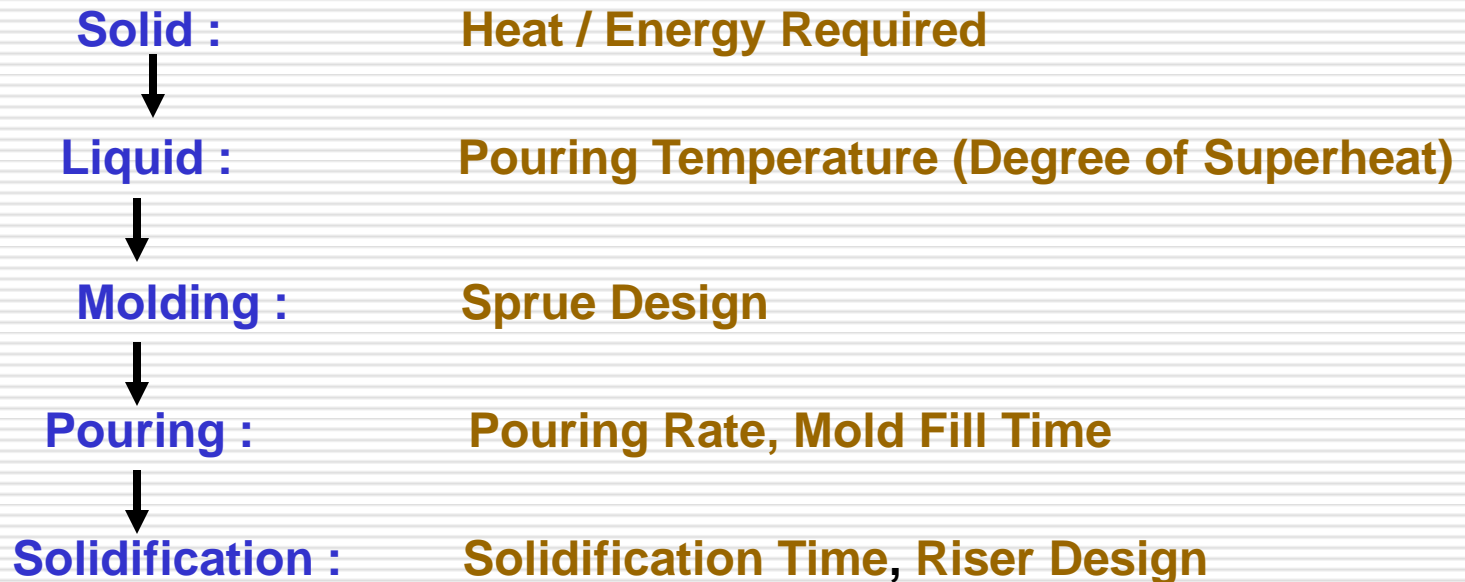 Solid : Heat / Energy Required
Liquid : Pouring Temperature (Degree of Superheat)
Molding : Sprue Design
Pouring : Pouring Rate, Mold Fill Time
Solidification : Solidification Time, Riser Design